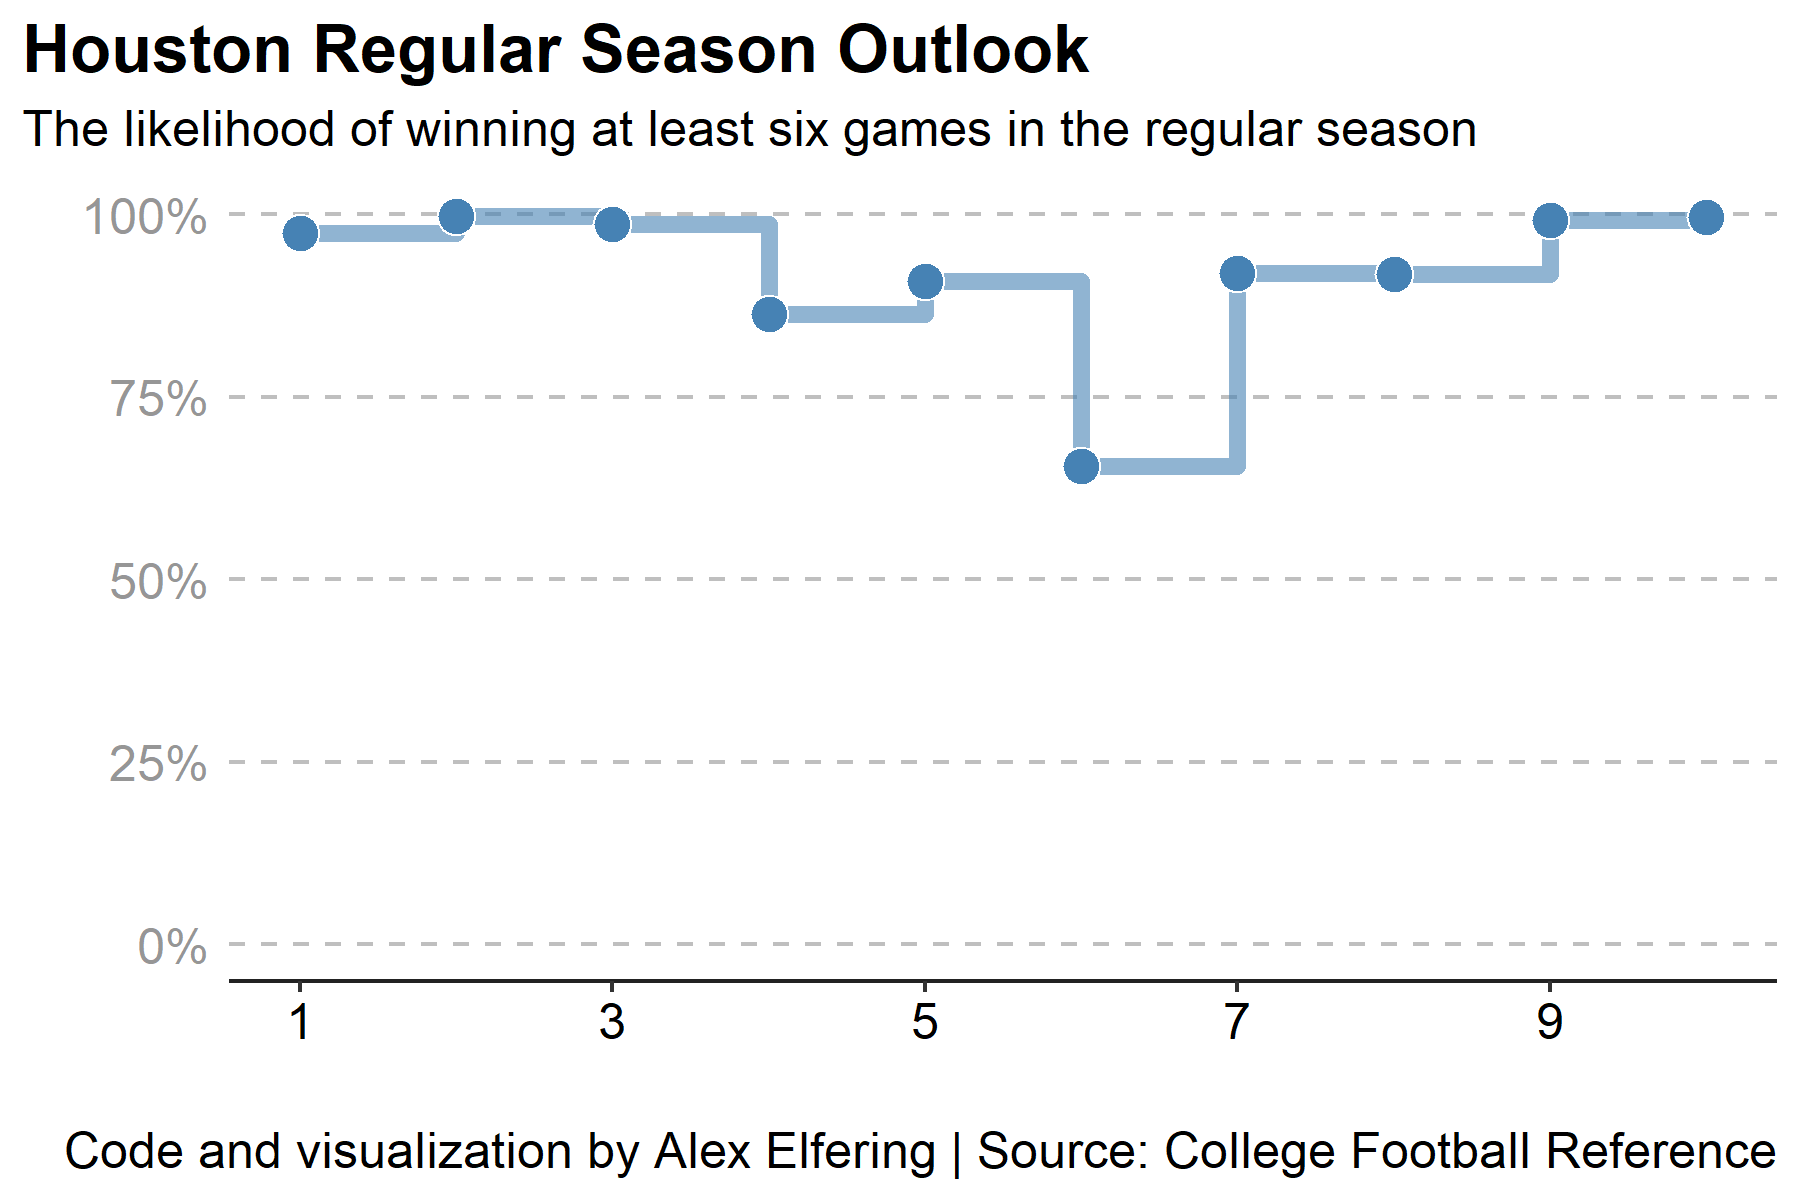 Houston Regular Season Outlook
The likelihood of winning at least six games in the regular season
100%
75%
50%
25%
0%
1 3 5 7 9
Code and visualization by Alex Elfering | Source: College Football Reference